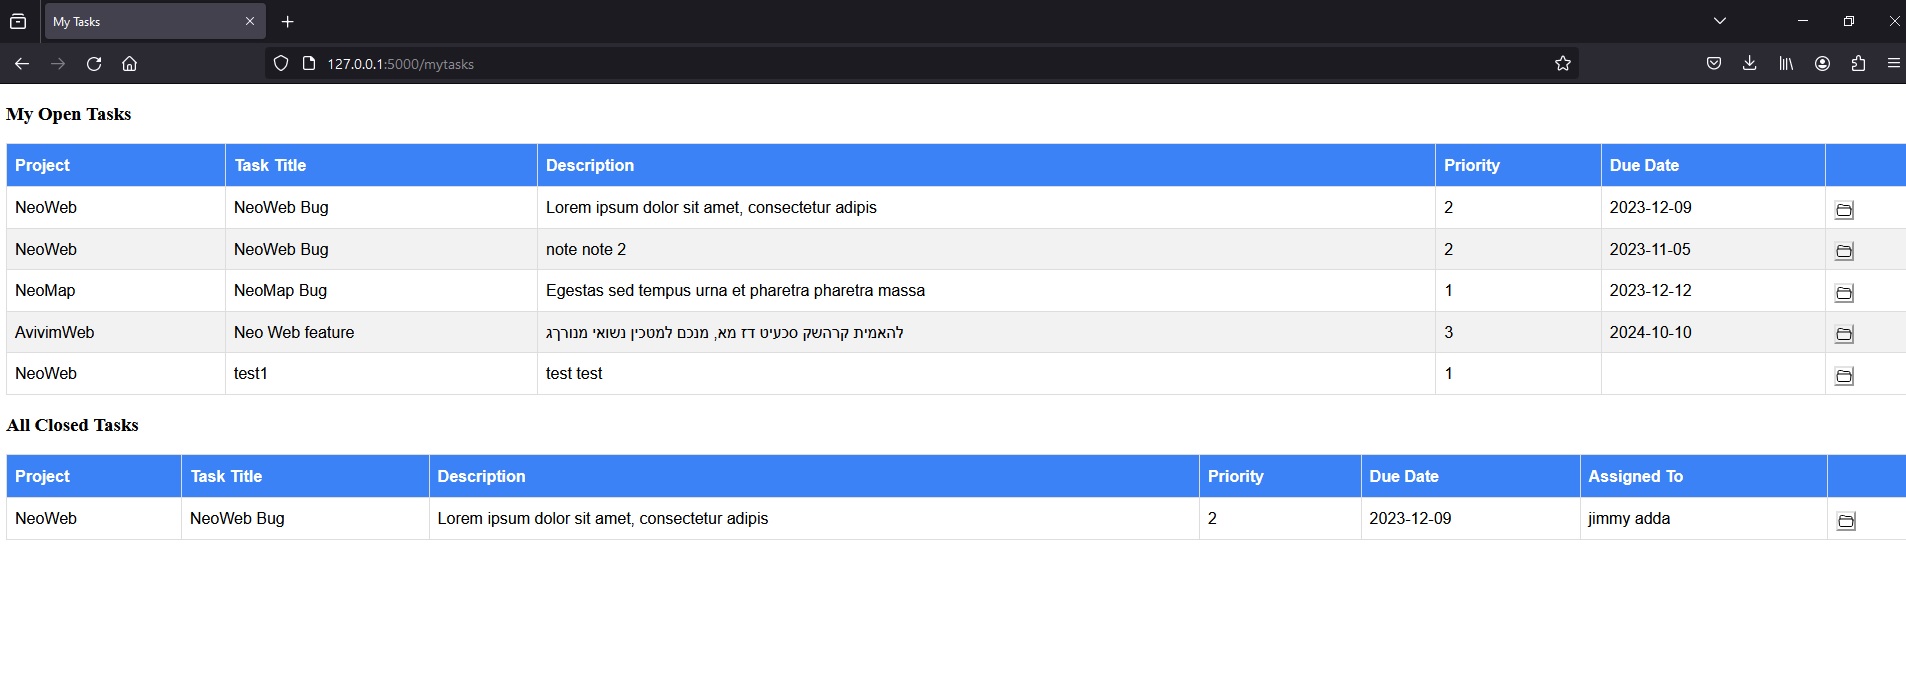 My Tasks
127.0.0.1:5000/mytasks
My Open Tasks
Project Task Title Description Priority Due Date
NeoWeb NeoWeb Bug Lorem ipsum dolor sit amet, consectetur adipis 2 2023-12-09
NeoWeb NeoWeb Bug note note 2 2 2023-11-05
NeoMap NeoMap Bug Egestas sed tempus urna et pharetra pharetra massa 1 2023-12-12
AvivimWeb Neo Web feature להאמית קרהשק סכעיט דז מא, מנכם למטכין נשואי מנורךג 3 2024-10-10
NeoWeb test1 test test 1
All Closed Tasks
Project Task Title Description Priority Due Date Assigned To
NeoWeb NeoWeb Bug Lorem ipsum dolor sit amet, consectetur adipis 2 2023-12-09 jimmy adda